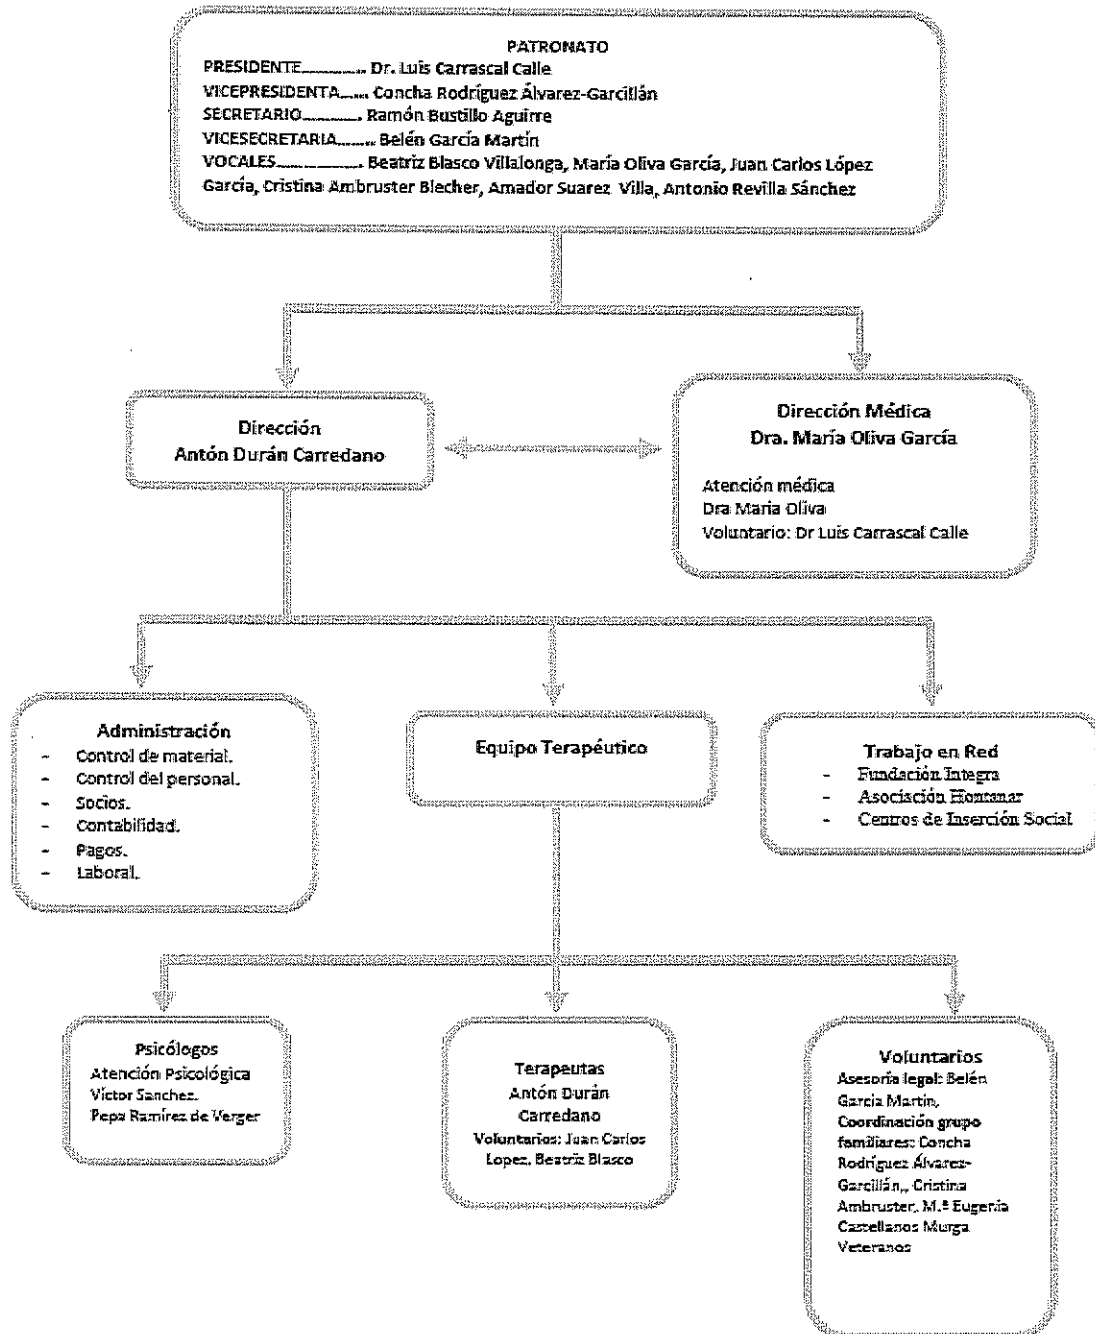 PATRONATO
PRESIDENTE.............. Dr. Luis Carrascal Calle
VICEPRESIDENTA....... Concha Rodríguez Álvarez-Garcillán
SECRETARIO............. Ramón Bustillo Aguirre
VICESECRETARIA......... Belén García Martín
VOCALES................... Beatriz Blasco Villalonga, María Oliva García, Juan Carlos López
García, Cristina Ambruster Blecher, Amador Suarez Villa, Antonio Revilla Sánchez
Dirección
Antón Durán Carredano
Dirección Médica
Dra. María Oliva García
Atención médica
Dra Maria Oliva
Voluntario: Dr Luis Carrascal Calle
Administración
- Control de material.
- Control del personal.
- Socios.
- Contabilidad.
- Pagos.
- Laboral.
Equipo Terapéutico
Trabajo en Red
- Fundación Integra
- Asociación Hontanar
- Centros de Inserción Social
Psicólogos
Atención Psicológica
Víctor Sanchez.
Pepa Ramírez de Verger
Terapeutas
Antón Durán
Carredano
Voluntarios: Juan Carlos
Lopez, Beatriz Blasco
Voluntarios
Asesoría legal: Belén
García Martín.
Coordinación grupo
familiares: Concha
Rodríguez Álvarez-
Garcillán,, Cristina
Ambruster, M.ª Eugenia
Castellanos Murga
Veteranos